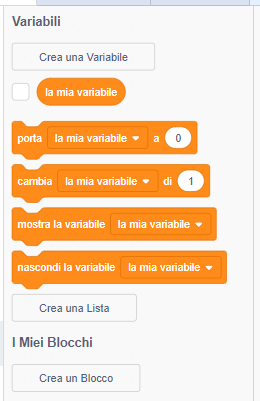 Variabili
Crea una Variabile
la mia variabile
porta la mia variabile a 0
cambia la mia variabile di 1
mostra la variabile la mia variabile
nascondi la variabile la mia variabile
Crea una Lista
I Miei Blocchi
Crea un Blocco